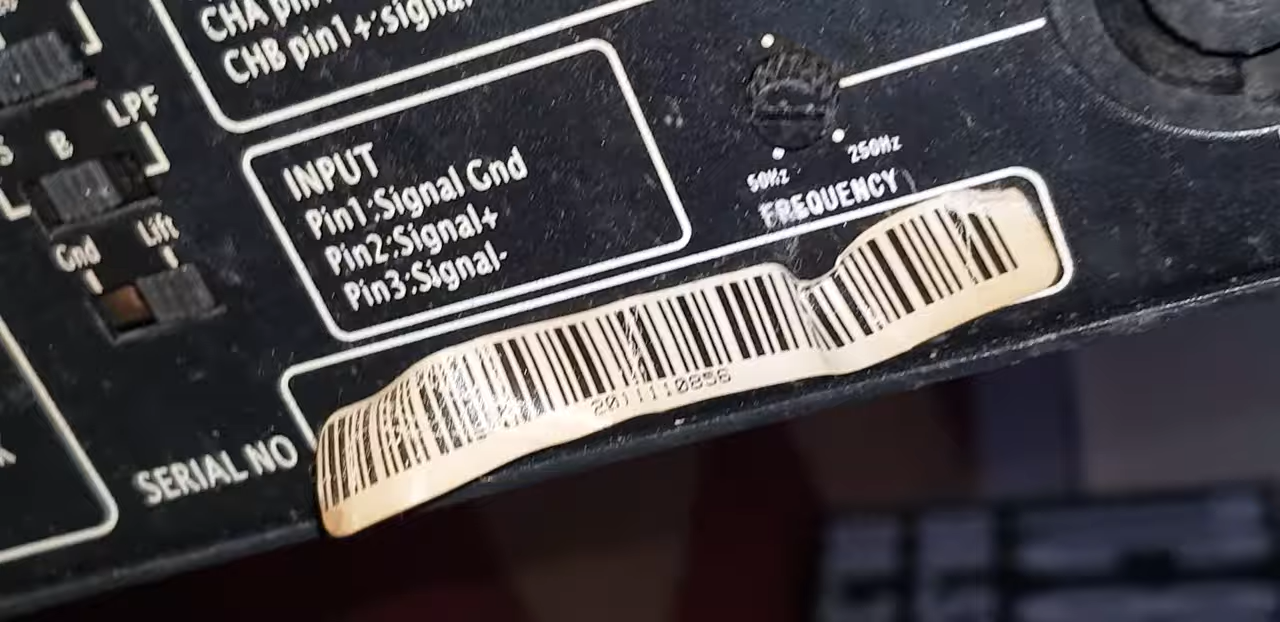 CHA pin1
CHB pin1+:signal
LPF
B
Lift
Gnd
INPUT
Pin1:Signal Gnd
Pin2:Signal+
Pin3:Signal-
250Hz
50Hz
FREQUENCY
SERIAL NO
2011110856